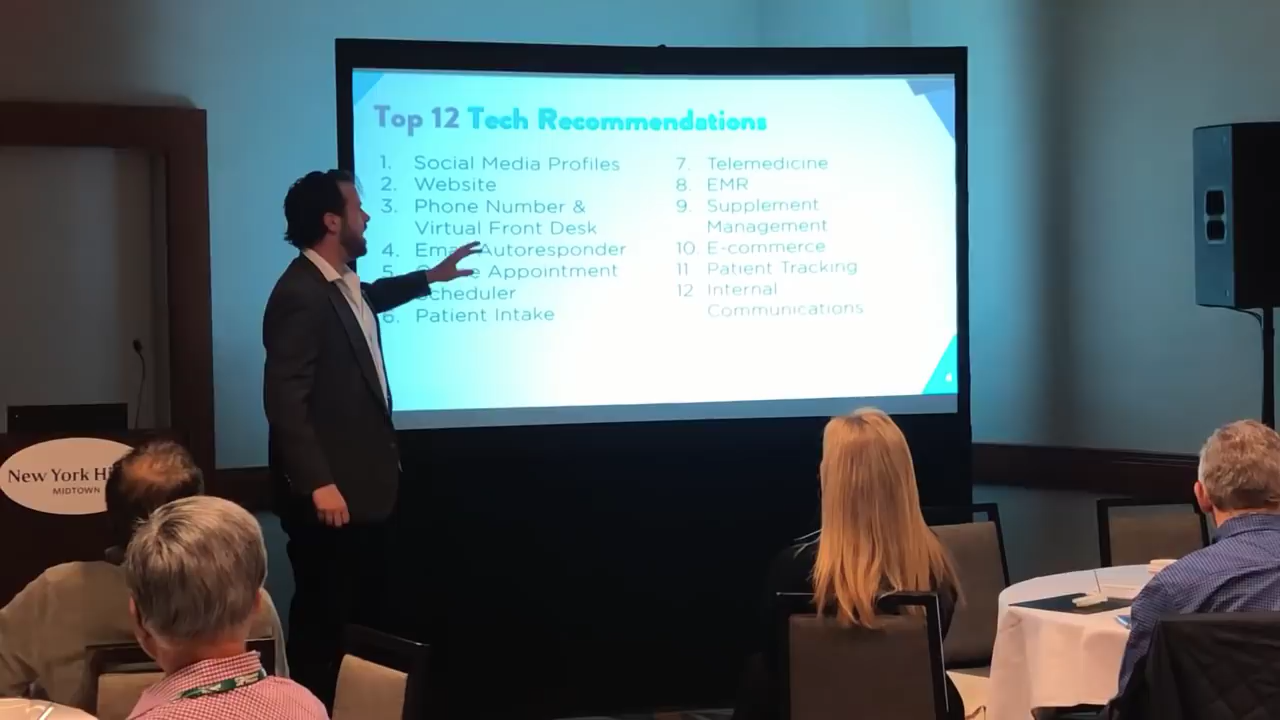 Top 12 Tech Recommendations
1. Social Media Profiles
2. Website
3. Phone Number &
Virtual Front Desk
4. Autoresponder
5. Appointment
Scheduler
6. Patient Intake
7. Telemedicine
8. EMR
9. Supplement
Management
10. E-commerce
11 Patient Tracking
12 Internal
Communications
New York
MIDTOWN